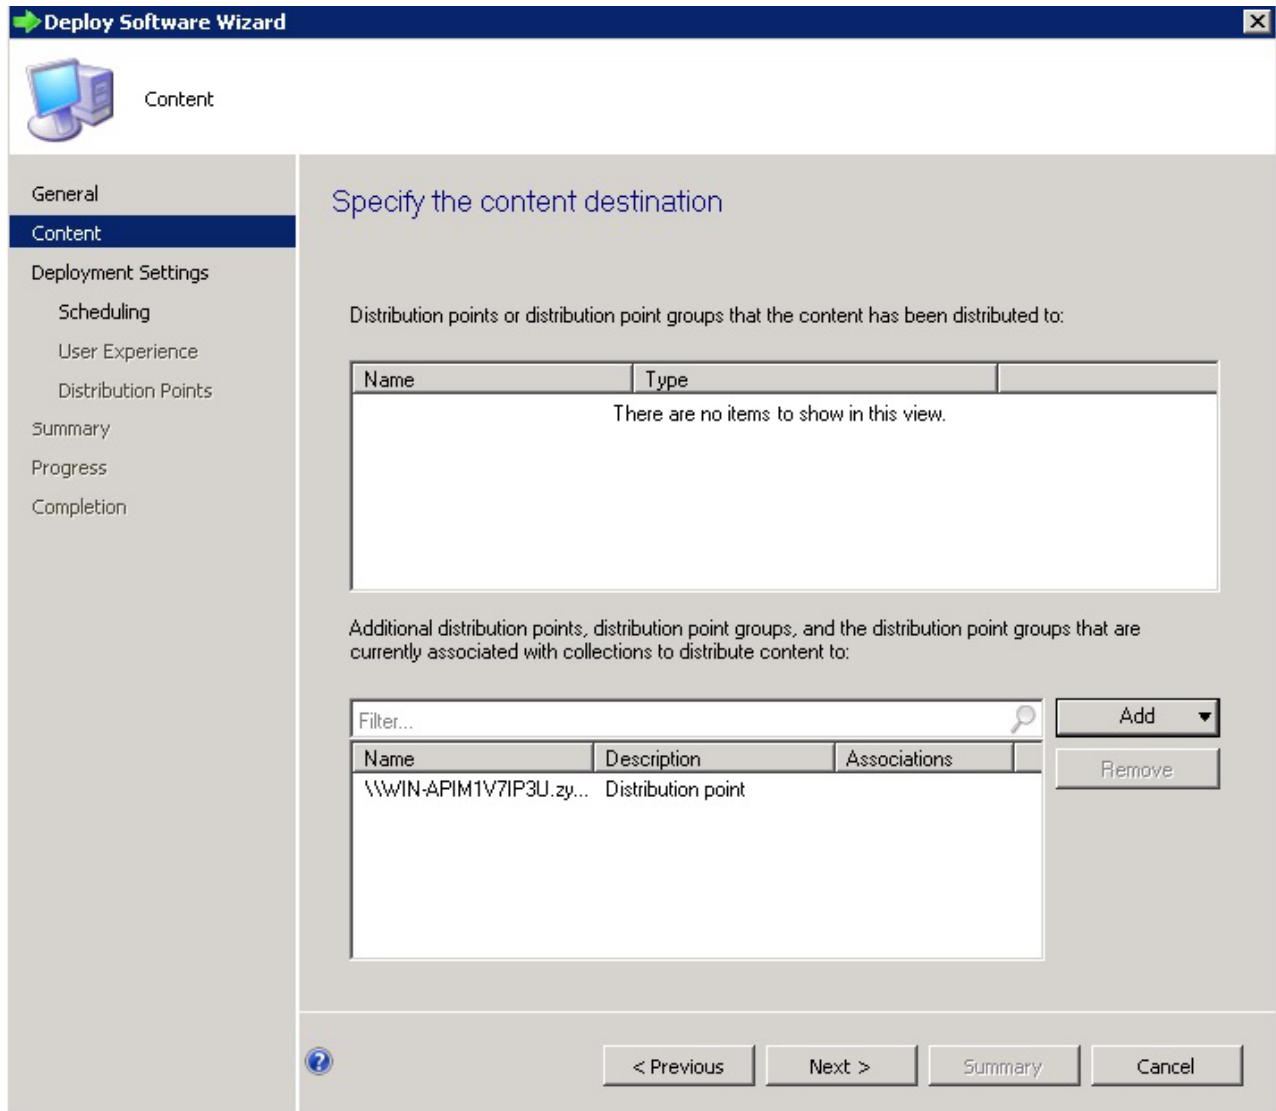 Deploy Software Wizard
Content
General
Content
Deployment Settings
Scheduling
User Experience
Distribution Points
Summary
Progress
Completion
Specify the content destination
Distribution points or distribution point groups that the content has been distributed to:
Name Type
There are no items to show in this view.
Additional distribution points, distribution point groups, and the distribution point groups that are
currently associated with collections to distribute content to:
Filter...
Add
Name Description Associations
Remove
\\WIN-APIM1V7IP3U.zy... Distribution point
< Previous Next > Summary Cancel